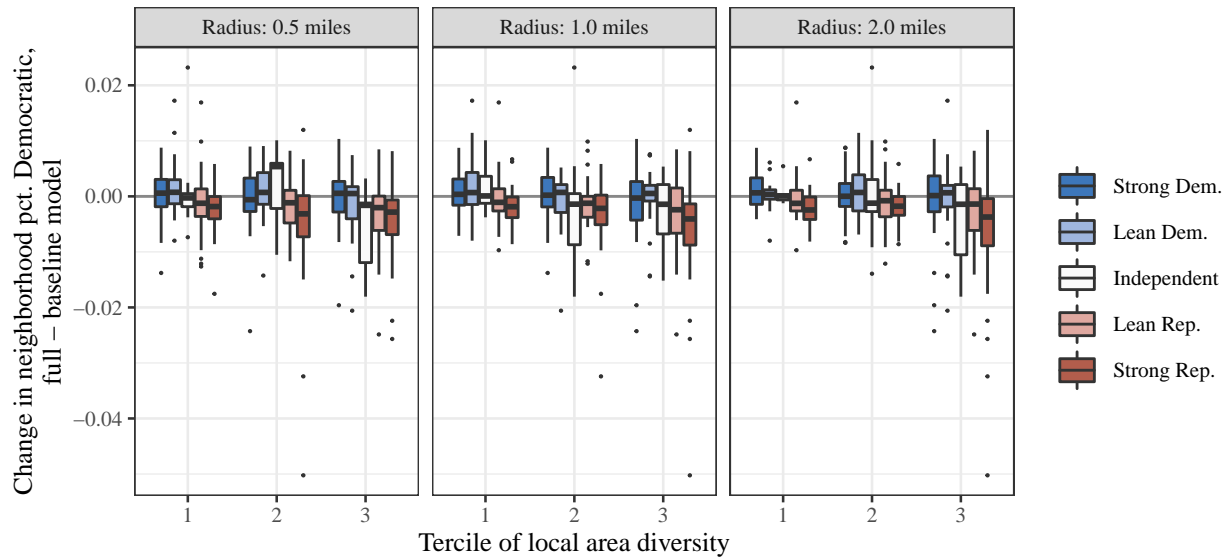 Radius: 0.5 miles
Radius: 1.0 miles
Radius: 2.0 miles
Change in neighborhood pct. Democratic,
full − baseline model
0.02
0.00
−0.02
−0.04
1
2
3
1
2
3
1
2
3
Tercile of local area diversity
Strong Dem.
Lean Dem.
Independent
Lean Rep.
Strong Rep.